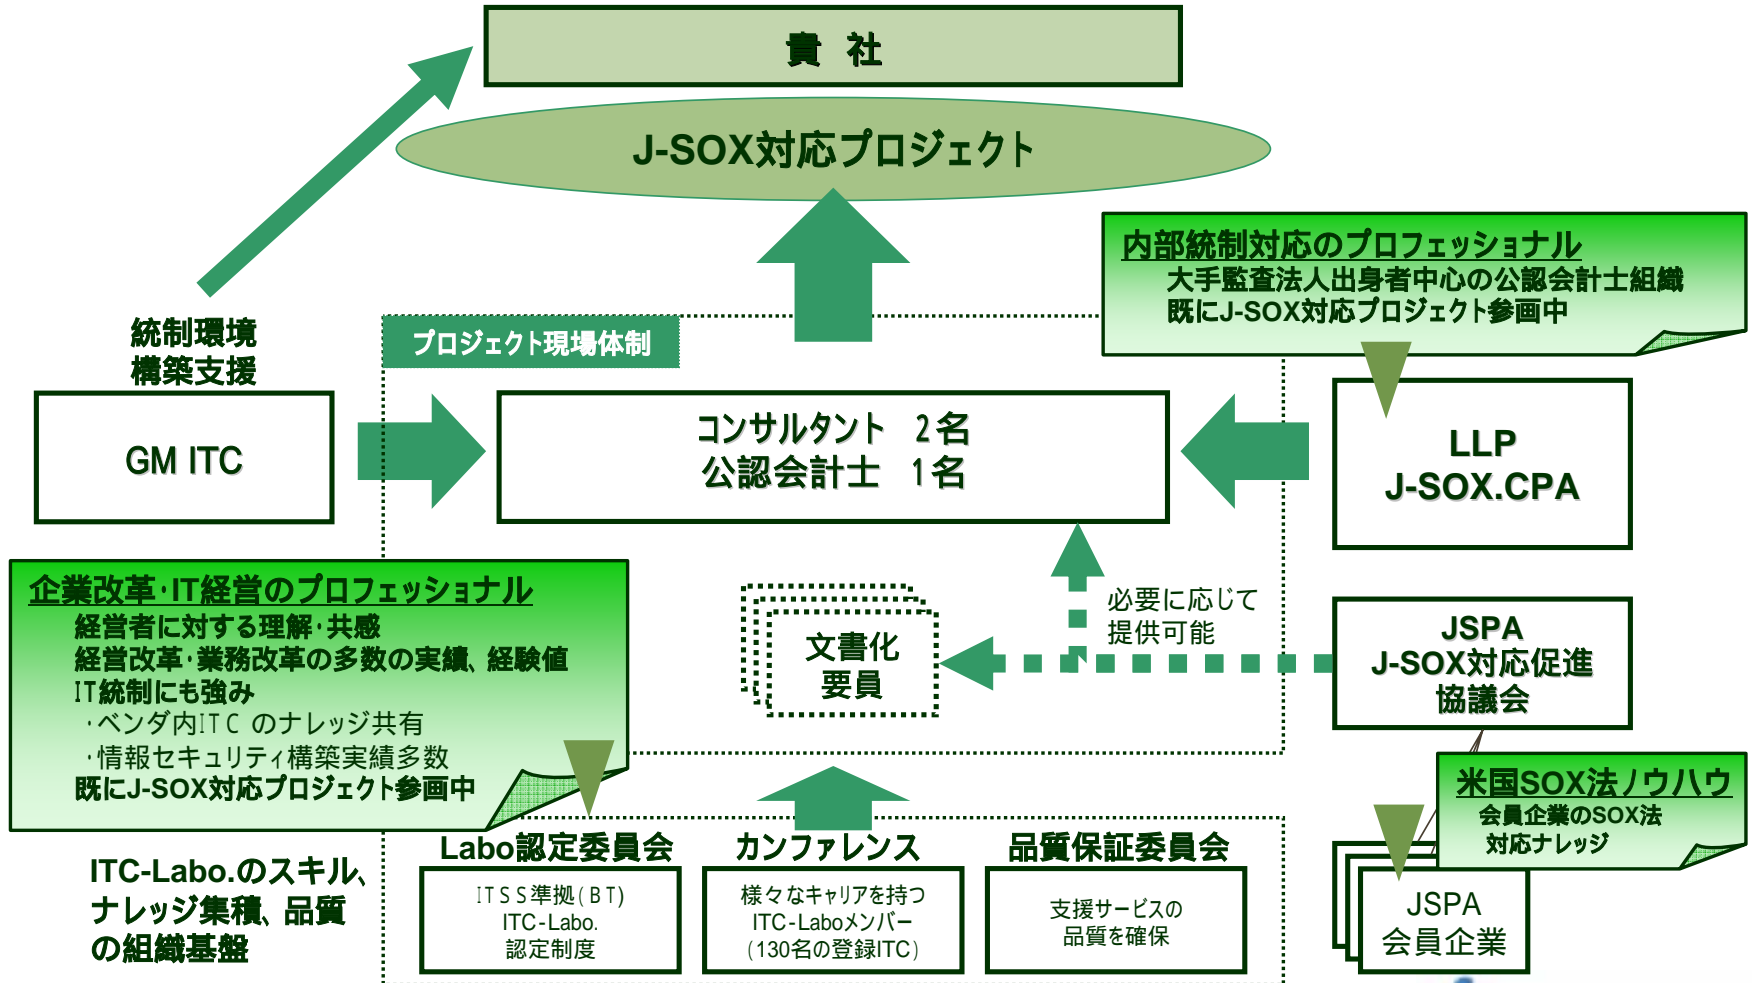 貴 社
J-SOX対応プロジェクト
内部統制対応のプロフェッショナル
大手監査法人出身者中心の公認会計士組織
既にJ-SOX対応プロジェクト参画中
統制環境
構築支援
プロジェクト現場体制
GM ITC
コンサルタント 2名
公認会計士 1名
LLP
J-SOX.CPA
企業改革・IT経営のプロフェッショナル
経営者に対する理解・共感
経営改革・業務改革の多数の実績、経験値
IT統制にも強み
・ベンダ内ITC のナレッジ共有
・情報セキュリティ構築実績多数
既にJ-SOX対応プロジェクト参画中
必要に応じて
提供可能
文書化
要員
JSPA
J-SOX対応促進
協議会
米国SOX法ノウハウ
会員企業のSOX法
対応ナレッジ
ITC-Labo.のスキル、
ナレッジ集積、品質
の組織基盤
Labo認定委員会
ITSS準拠(BT)
ITC-Labo.
認定制度
カンファレンス
様々なキャリアを持つ
ITC-Laboメンバー
(130名の登録ITC)
品質保証委員会
支援サービスの
品質を確保
JSPA
会員企業